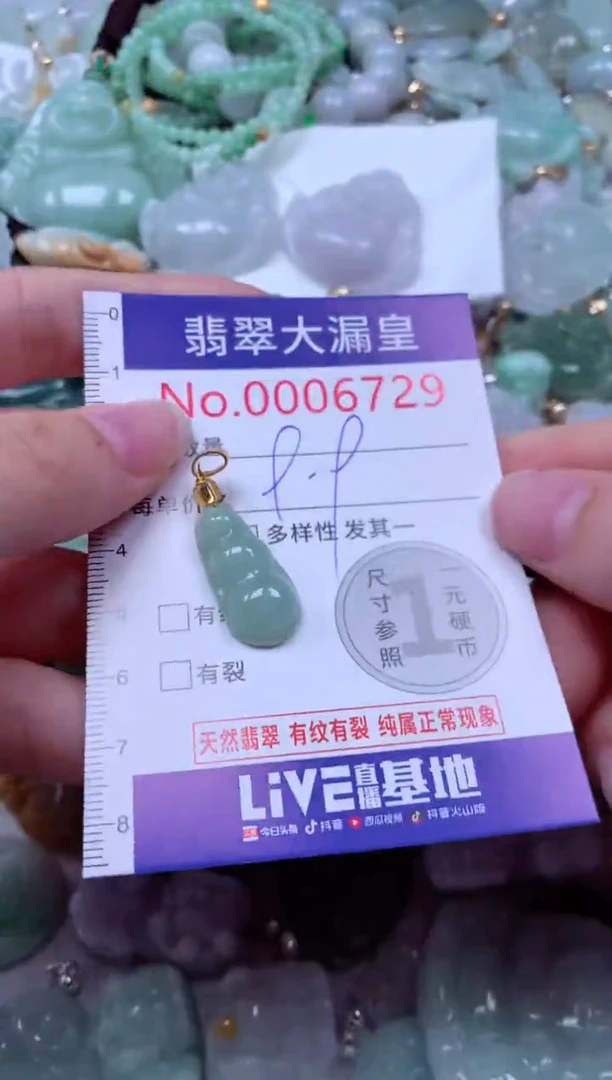 0
翡翠大漏皇
1
No.0006729
每单价
4
多样性 发其一
尺寸参照
1
一元硬币
有
6
有裂
天然翡翠 有纹有裂 纯属正常现象
7
LiVE直播基地
8
今日头条 抖音 西瓜视频 抖音火山版